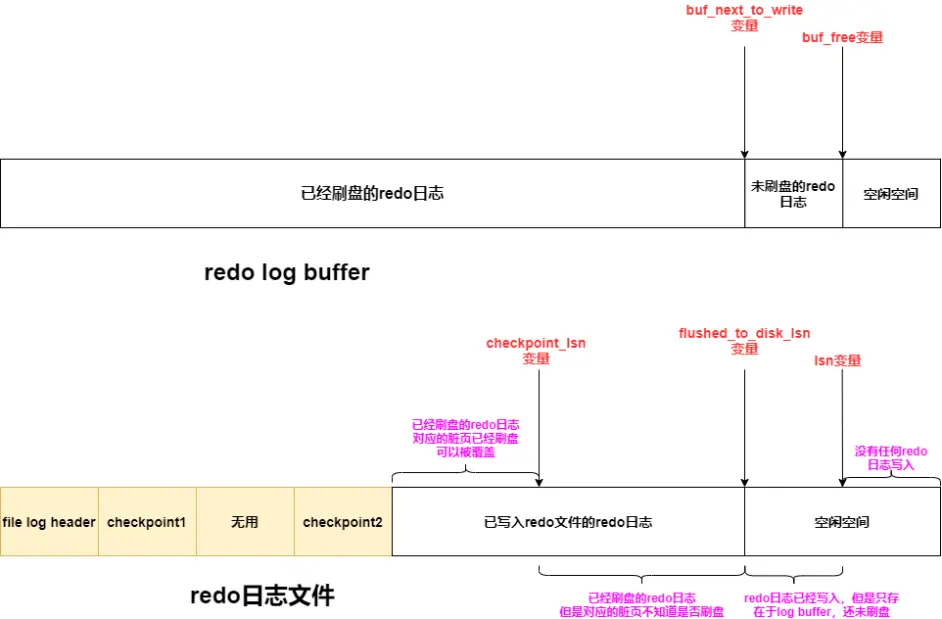 buf_next_to_write
变量
buf_free变量
已经刷盘的redo日志
未刷盘的redo
日志
空闲空间
redo log buffer
checkpoint_lsn
变量
flushed_to_disk_lsn
变量
lsn变量
已经刷盘的redo日志
对应的脏页已经刷盘
可以被覆盖
没有任何redo
日志写入
file log header
checkpoint1
无用
checkpoint2
已写入redo文件的redo日志
空闲空间
已经刷盘的redo日志
但是对应的脏页不知道是否刷盘
redo日志已经写入，但是只存
在于log buffer，还未刷盘
redo日志文件